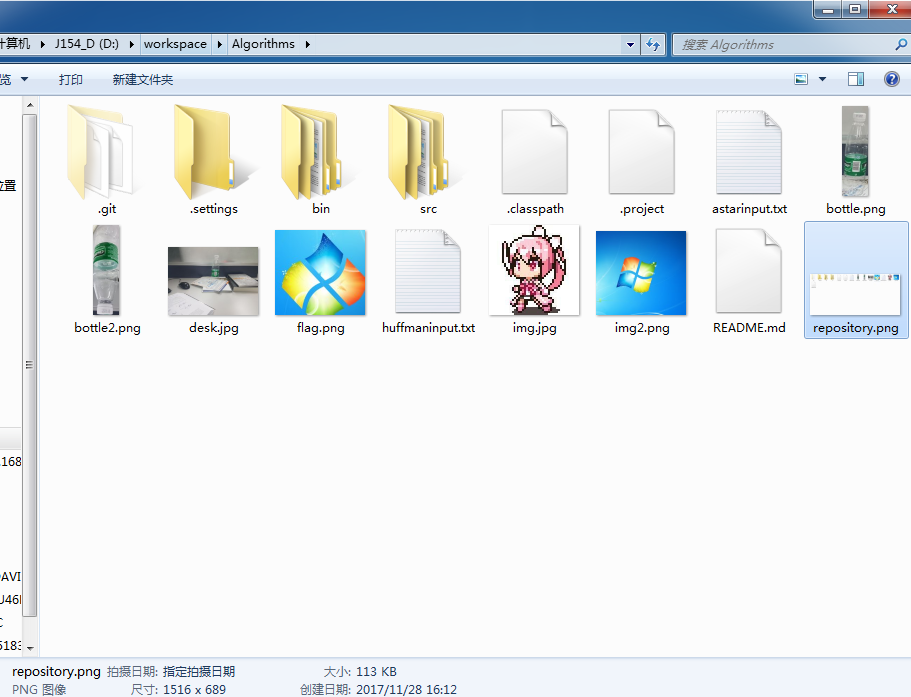 计算机 ▸ J154_D (D:) ▸ workspace ▸ Algorithms ▸
搜索 Algorithms
览 打印 新建文件夹
.git .settings bin src .classpath .project astarinput.txt bottle.png
位置
bottle2.png desk.jpg flag.png huffmaninput.txt img.jpg img2.png README.md repository.png
.168
DAVI
U46
C
5183
repository.png 拍摄日期: 指定拍摄日期 大小: 113 KB
PNG 图像 尺寸: 1516 x 689 创建日期: 2017/11/28 16:12